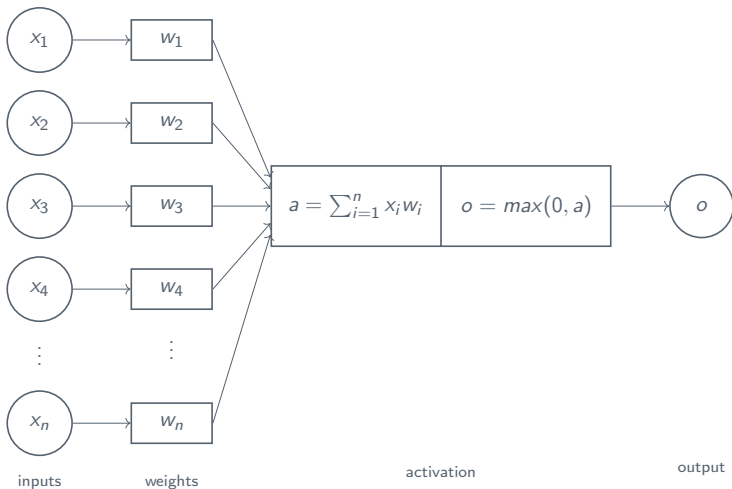 x₁ w₁
x₂ w₂
x₃ w₃ a = ∑ⁿᵢ₌₁ xᵢwᵢ o = max(0, a) o
x₄ w₄
⋮ ⋮
xₙ wₙ
inputs weights activation output